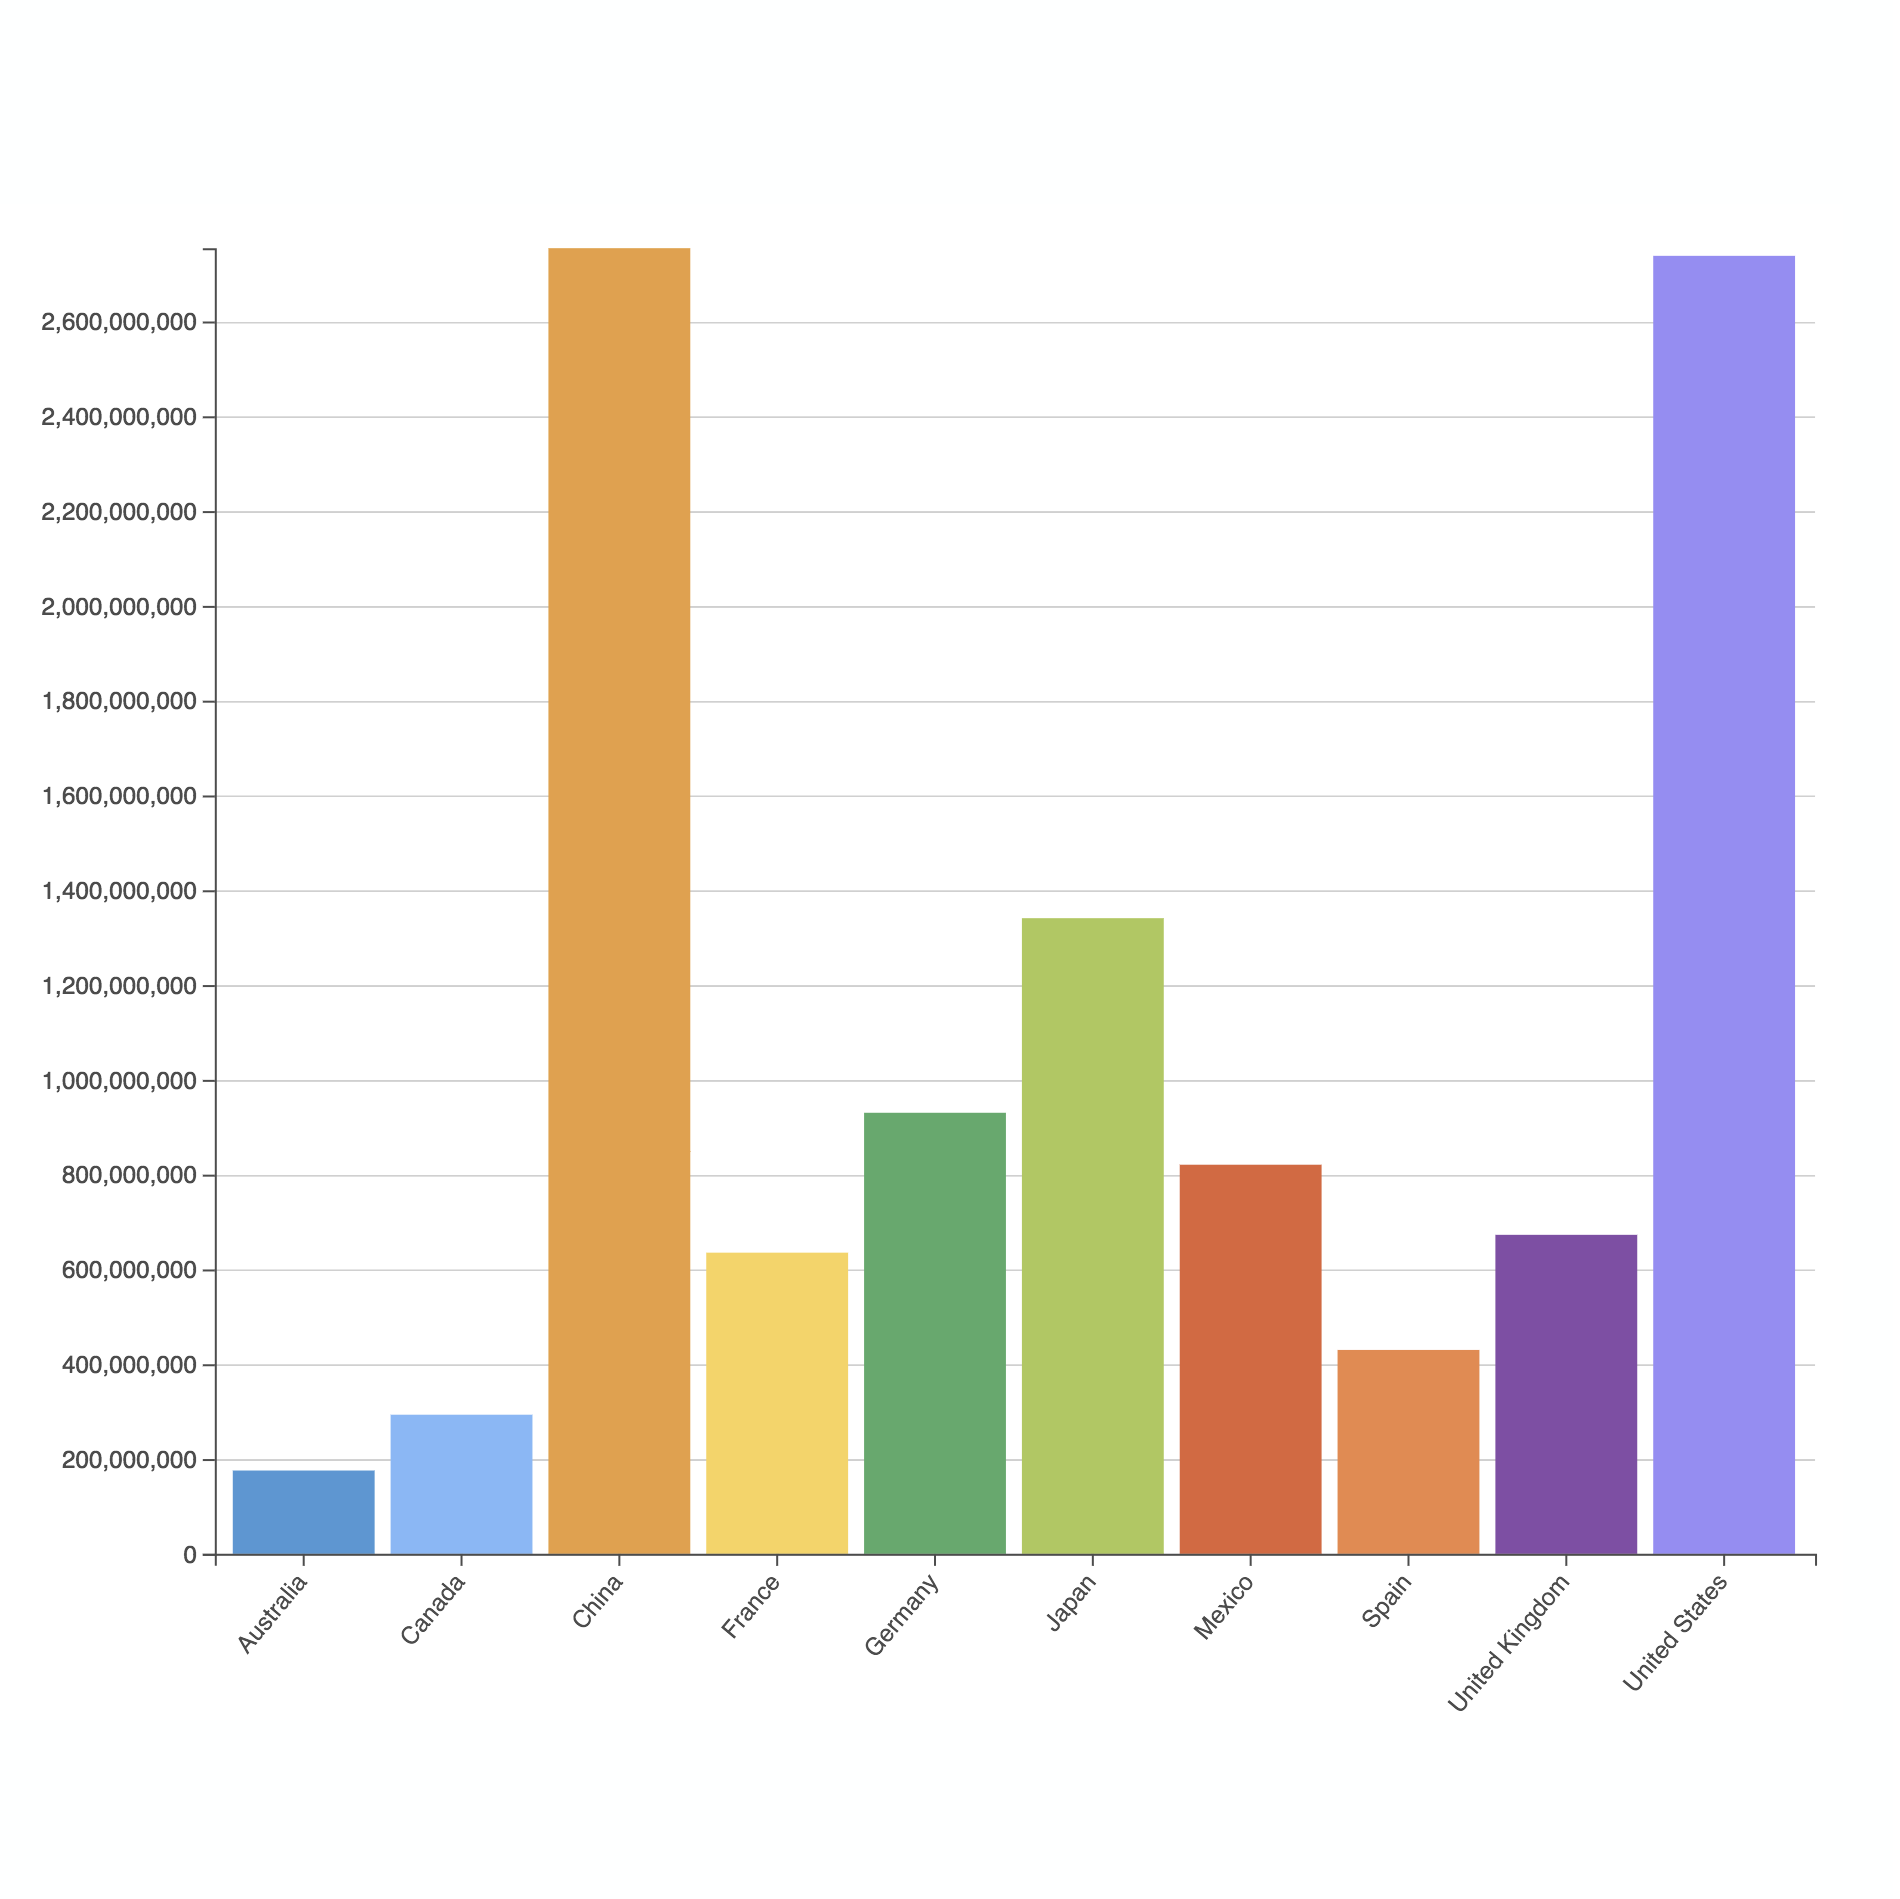 2,600,000,000
2,400,000,000
2,200,000,000
2,000,000,000
1,800,000,000
1,600,000,000
1,400,000,000
1,200,000,000
1,000,000,000
800,000,000
600,000,000
400,000,000
200,000,000
0
Australia
Canada
China
France
Germany
Japan
Mexico
Spain
United Kingdom
United States